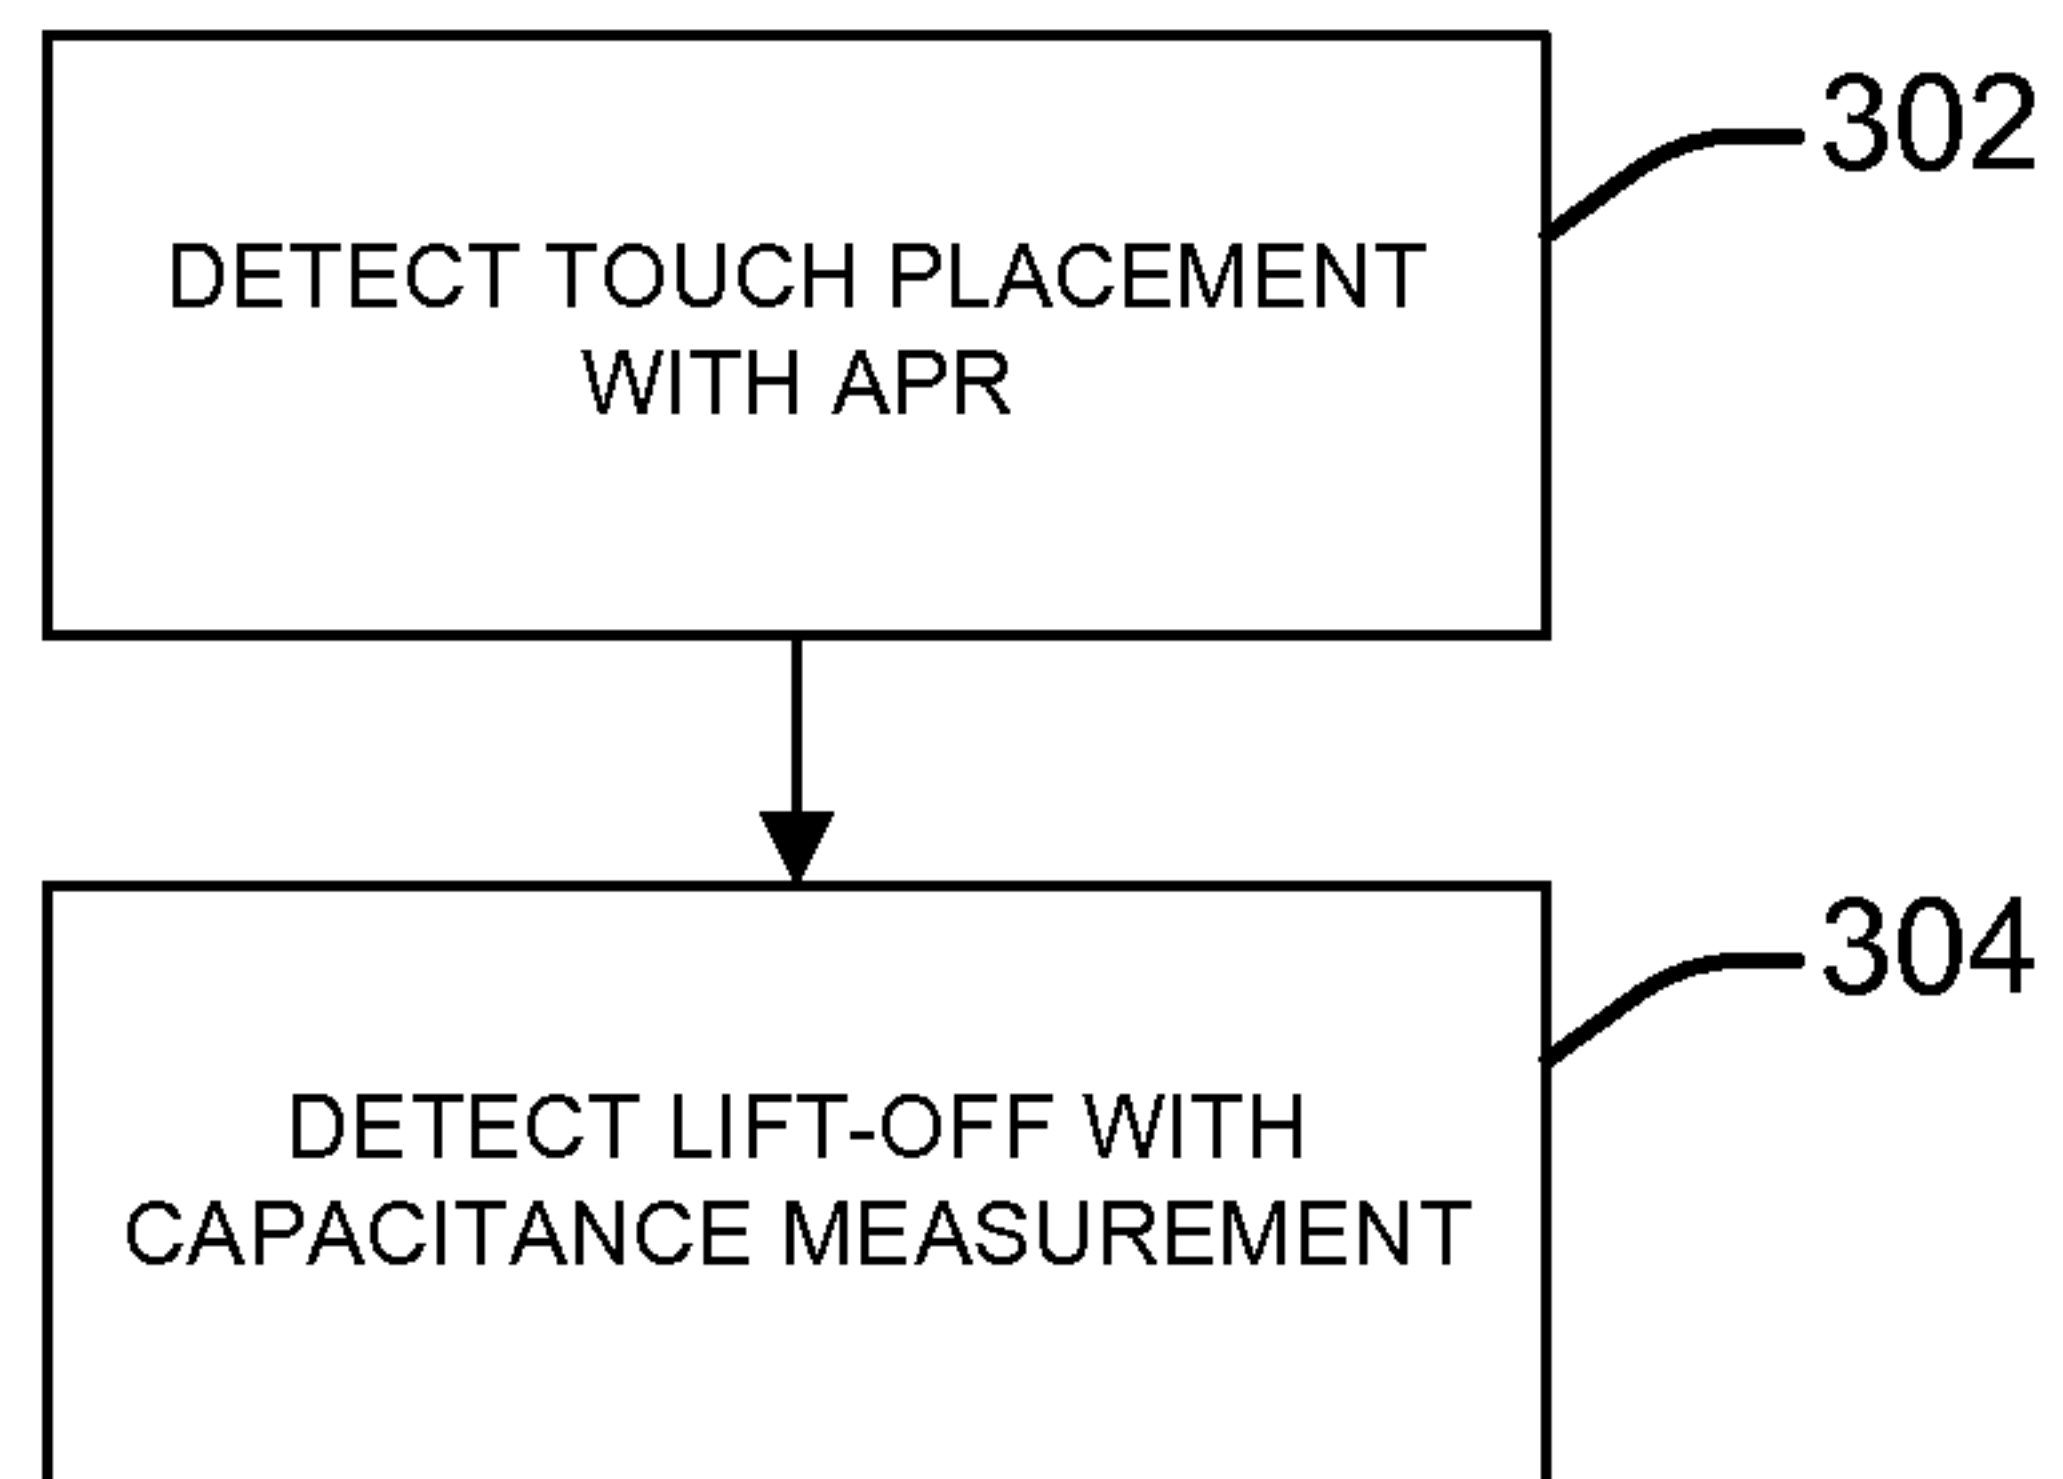 302
DETECT TOUCH PLACEMENT
WITH APR
304
DETECT LIFT-OFF WITH
CAPACITANCE MEASUREMENT